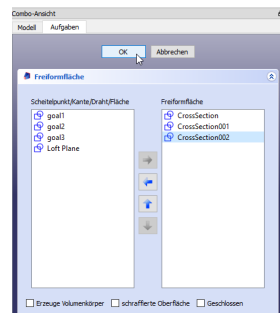 Combo-Ansicht
Modell Aufgaben
OK Abbrechen
Freiformfläche
Scheitelpunkt/Kante/Draht/Fläche Freiformfläche
goal1 CrossSection
goal2 CrossSection001
goal3 CrossSection002
Loft Plane
Erzeuge Volumenkörper schraffierte Oberfläche Geschlossen